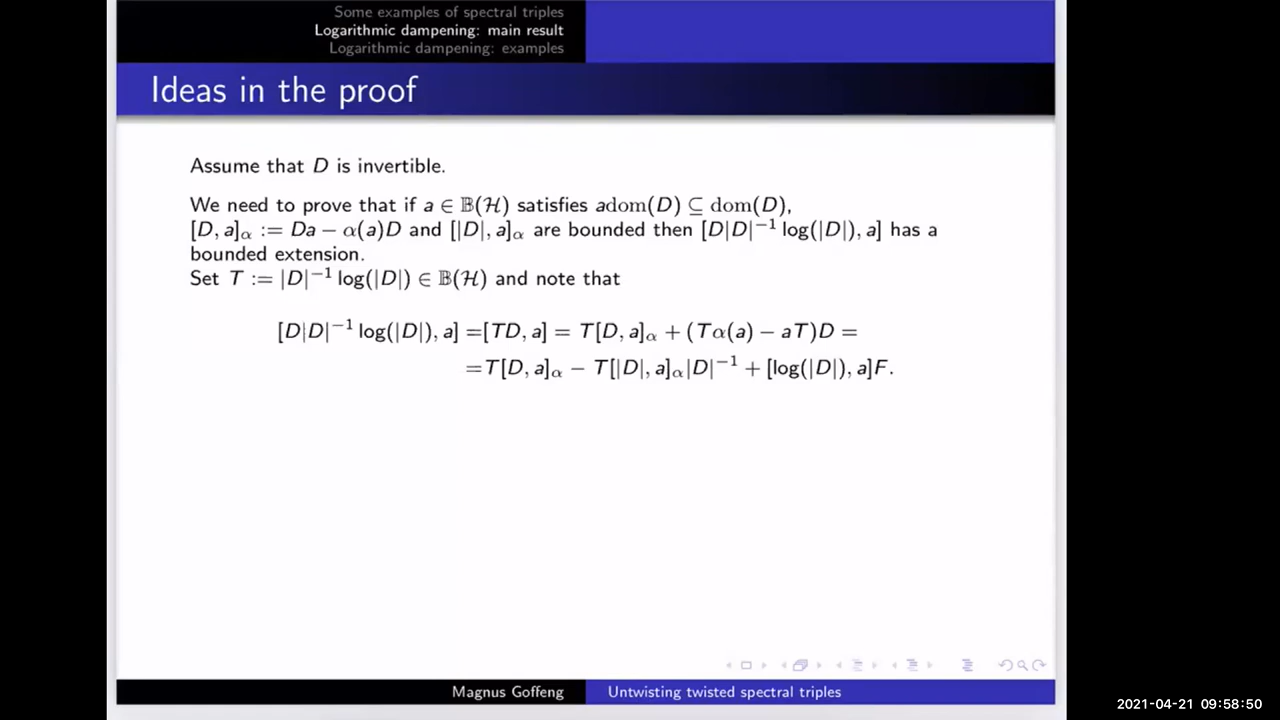 Some examples of spectral triples
Logarithmic dampening: main result
Logarithmic dampening: examples
Ideas in the proof
Assume that D is invertible.
We need to prove that if a ∈ 𝔹(ℋ) satisfies adom(D) ⊆ dom(D),
[D, a]_α := Da − α(a)D and [|D|, a]_α are bounded then [D|D|⁻¹ log(|D|), a] has a
bounded extension.
Set T := |D|⁻¹ log(|D|) ∈ 𝔹(ℋ) and note that
[D|D|⁻¹ log(|D|), a] =[TD, a] = T[D, a]_α + (Tα(a) − aT)D =
=T[D, a]_α − T[|D|, a]_α|D|⁻¹ + [log(|D|), a]F.
Magnus Goffeng
Untwisting twisted spectral triples
2021-04-21 09:58:50